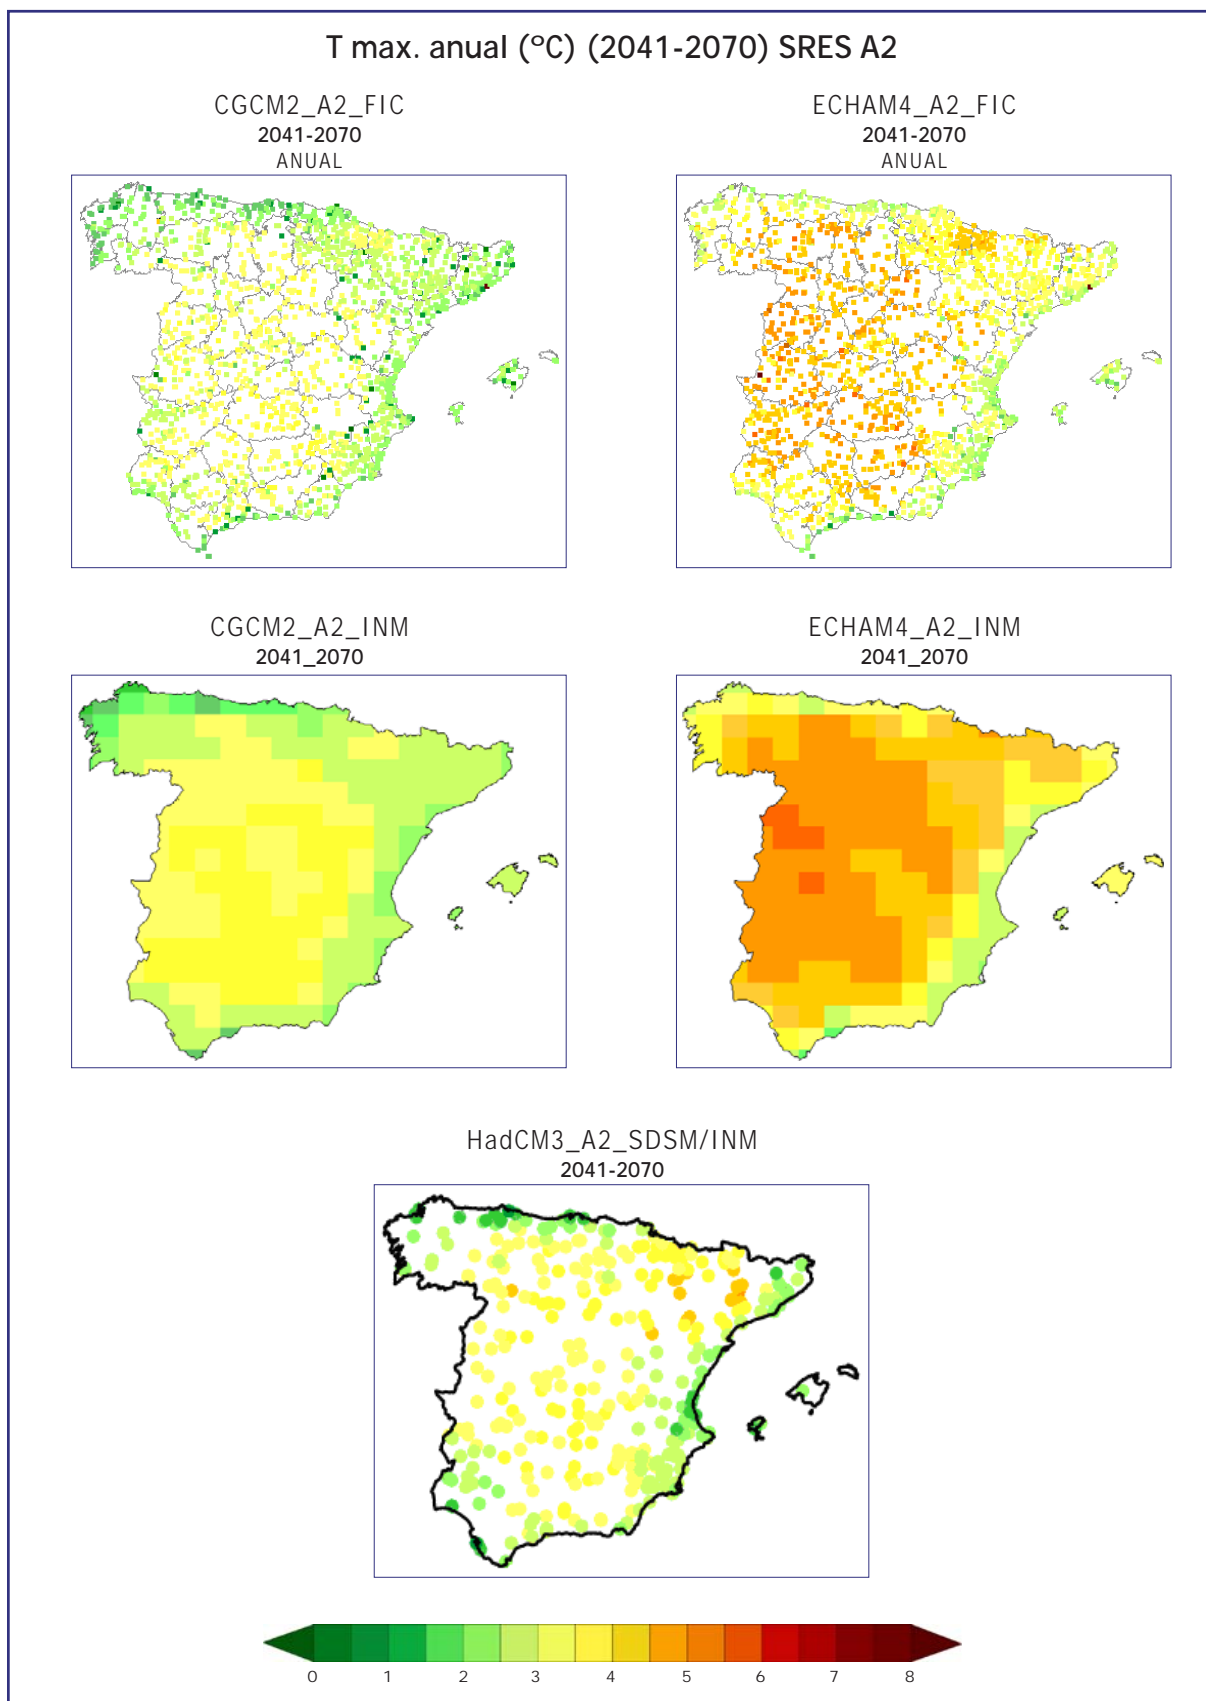 T max. anual (ºC) (2041-2070) SRES A2
CGCM2_A2_FIC
2041-2070
ANUAL
ECHAM4_A2_FIC
2041-2070
ANUAL
CGCM2_A2_INM
2041_2070
ECHAM4_A2_INM
2041_2070
HadCM3_A2_SDSM/INM
2041-2070
0 1 2 3 4 5 6 7 8